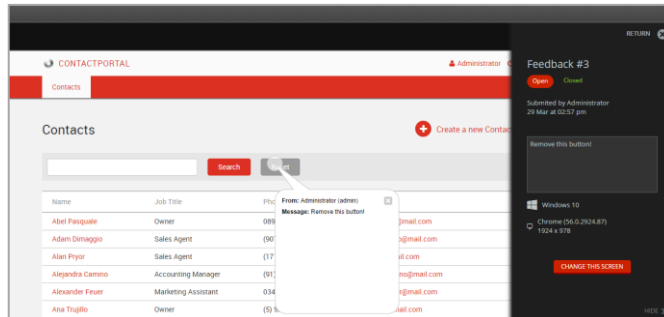 RETURN
CONTACTPORTAL
Administrator
Contacts
Feedback #3
Open Closed
Submited by Administrator
29 Mar at 02:57 pm
Contacts
Create a new Contac
Remove this button!
Search
From: Administrator (admin)
Message: Remove this button!
Name Job Title Pho
Windows 10
Chrome (56.0.2924.87)
1924 x 978
Abel Pasquale Owner 089 @mail.com
Adam Dimaggio Sales Agent (90 @mail.com
Alan Pryor Sales Agent (17 ail.com
Alejandra Camino Accounting Manager (91) no@mail.com
CHANGE THIS SCREEN
Alexander Feuer Marketing Assistant 034 r@mail.com
Ana Trujillo Owner (5) mail.com
HIDE